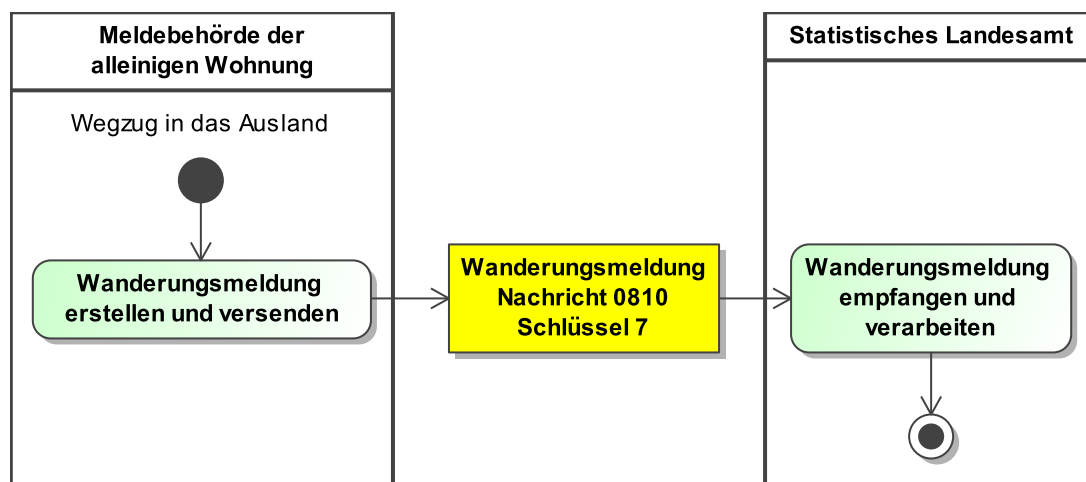 Meldebehörde der
alleinigen Wohnung
Statistisches Landesamt
Wegzug in das Ausland
Wanderungsmeldung
erstellen und versenden
Wanderungsmeldung
Nachricht 0810
Schlüssel 7
Wanderungsmeldung
empfangen und
verarbeiten